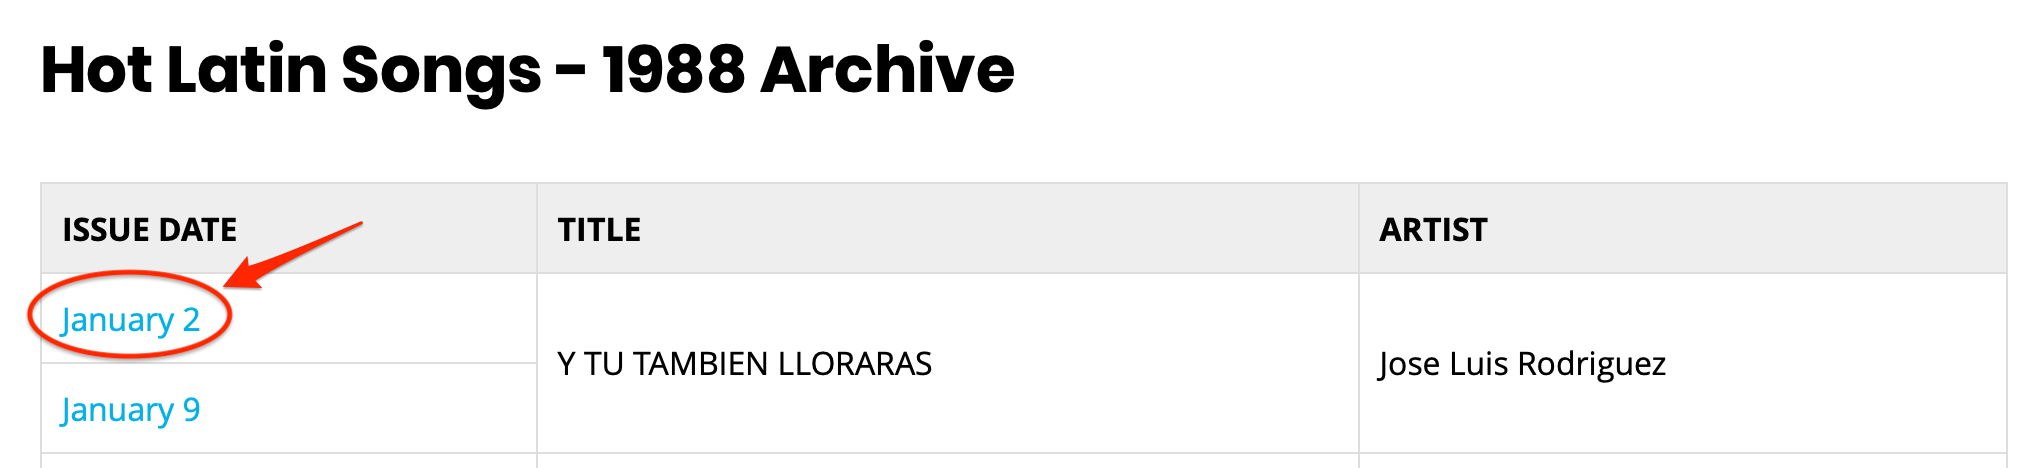 Hot Latin Songs - 1988 Archive
ISSUE DATE TITLE ARTIST
January 2
Y TU TAMBIEN LLORARAS Jose Luis Rodriguez
January 9